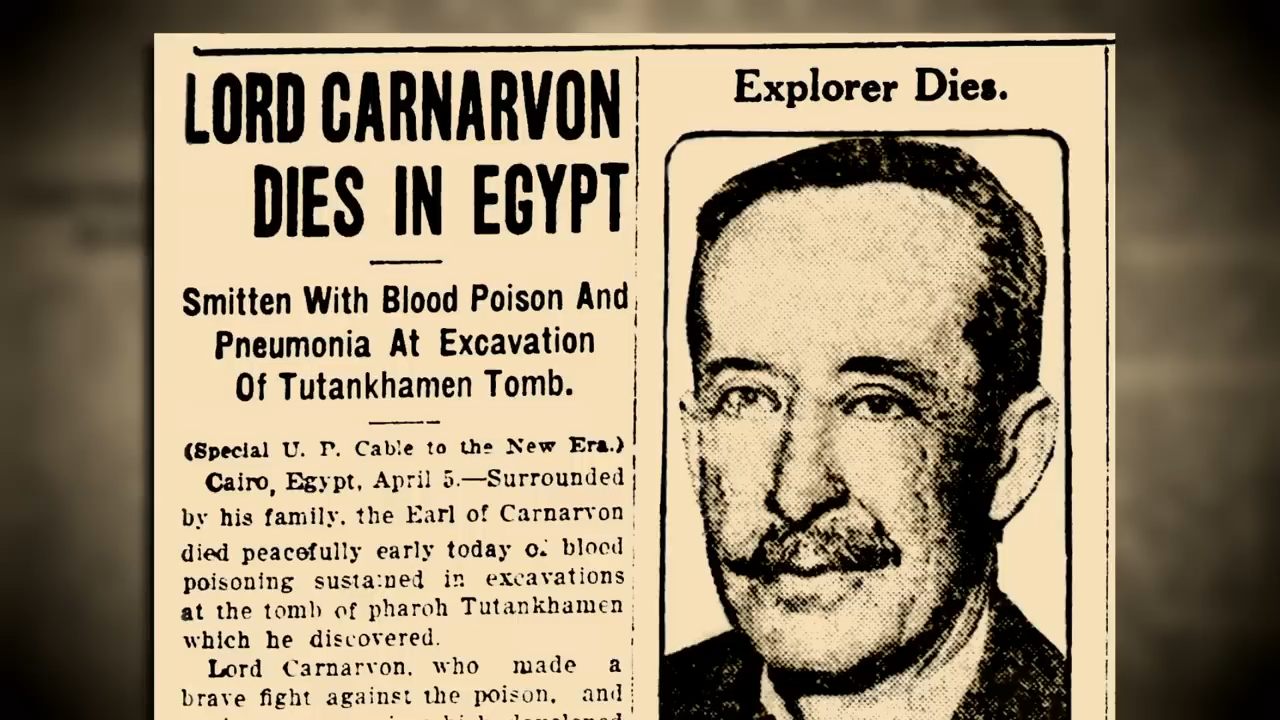 LORD CARNARVON
DIES IN EGYPT
Smitten With Blood Poison And
Pneumonia At Excavation
Of Tutankhamen Tomb.
(Special U. P. Cable to the New Era.)
Cairo, Egypt, April 5.—Surrounded
by his family, the Earl of Carnarvon
died peacefully early today of blood
poisoning sustained in excavations
at the tomb of pharoh Tutankhamen
which he discovered.
Lord Carnarvon, who made a
brave fight against the poison, and
which developed
Explorer Dies.